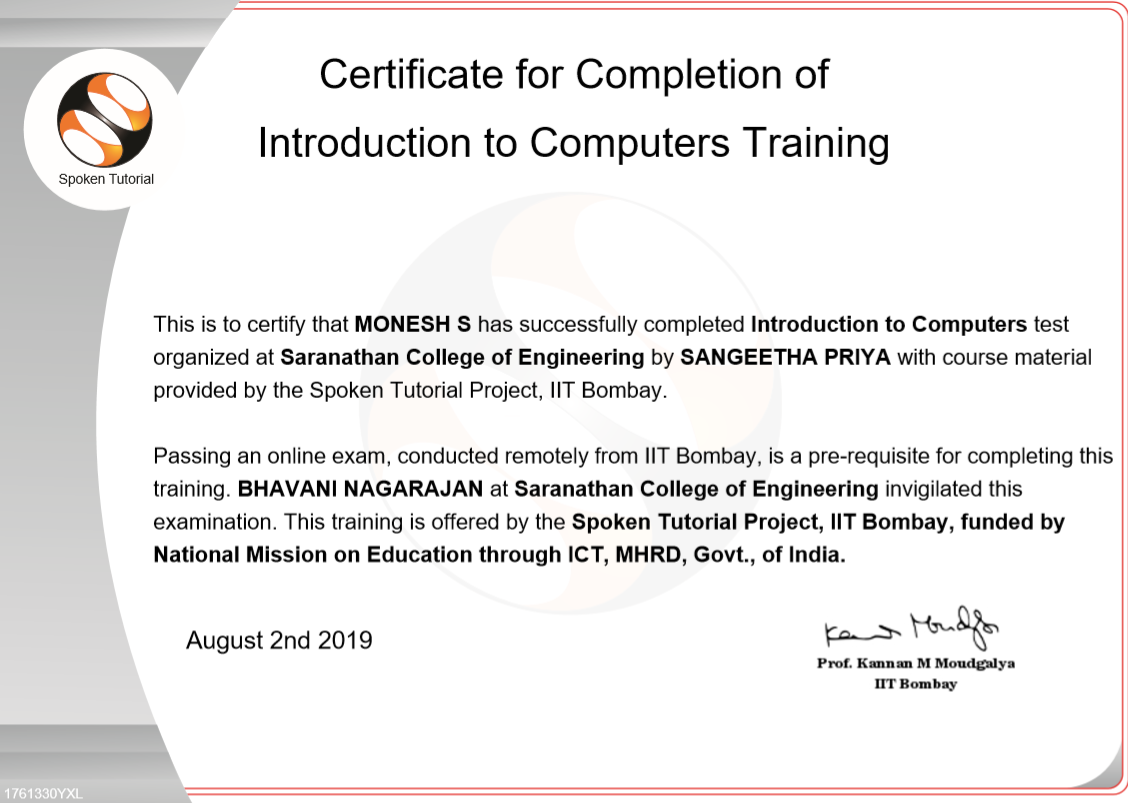 Certificate for Completion of
Introduction to Computers Training
Spoken Tutorial
This is to certify that MONESH S has successfully completed Introduction to Computers test
organized at Saranathan College of Engineering by SANGEETHA PRIYA with course material
provided by the Spoken Tutorial Project, IIT Bombay.
Passing an online exam, conducted remotely from IIT Bombay, is a pre-requisite for completing this
training. BHAVANI NAGARAJAN at Saranathan College of Engineering invigilated this
examination. This training is offered by the Spoken Tutorial Project, IIT Bombay, funded by
National Mission on Education through ICT, MHRD, Govt., of India.
August 2nd 2019
Prof. Kannan M Moudgalya
IIT Bombay
1761330YXL